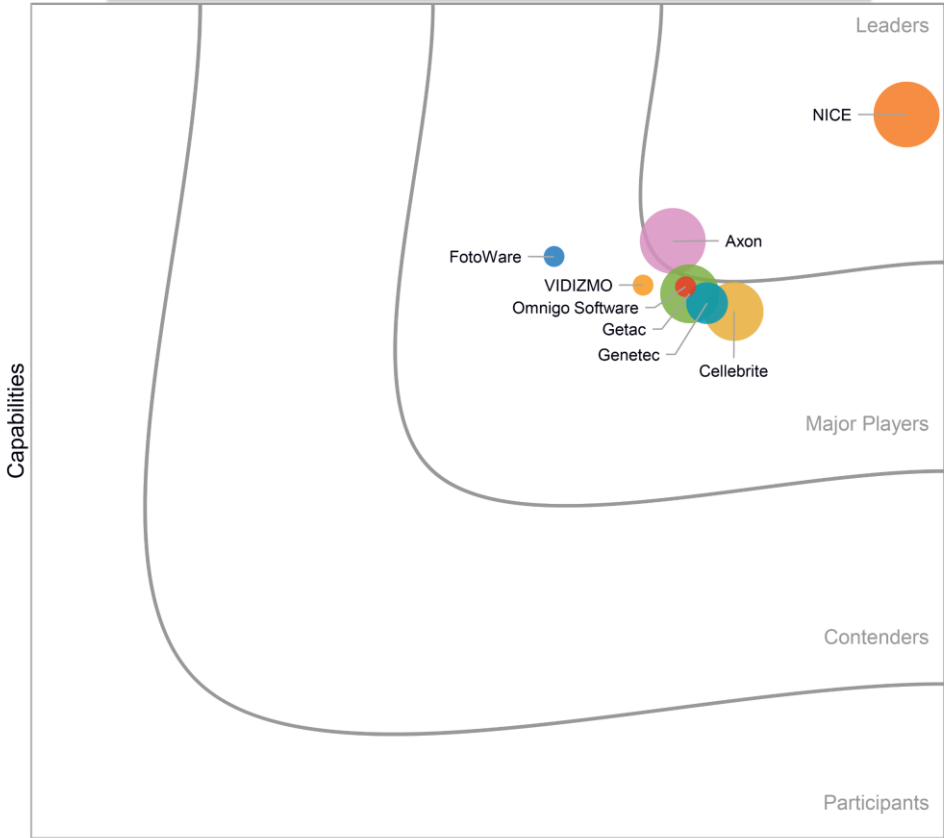 Leaders
NICE
Axon
FotoWare
VIDIZMO
Omnigo Software
Getac
Genetec
Cellebrite
Capabilities
Major Players
Contenders
Participants